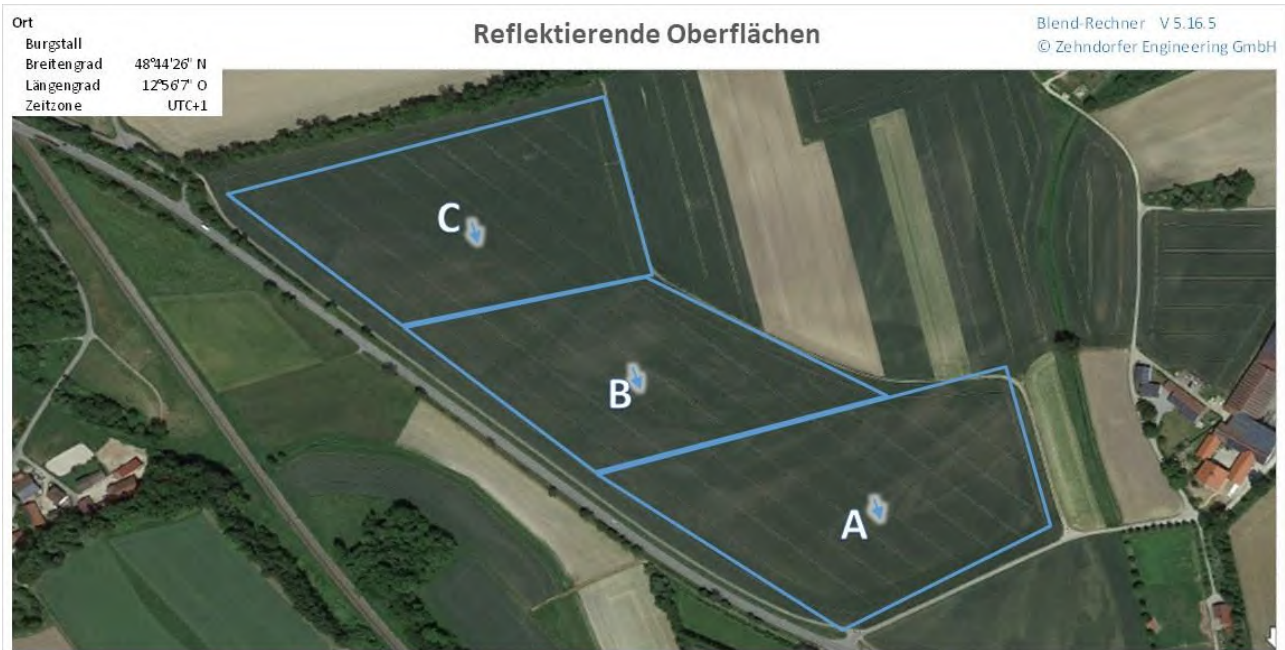 Ort
Burgstall
Breitengrad 48°44'26" N
Längengrad 12°56'7" O
Zeitzone UTC+1
Reflektierende Oberflächen
Blend-Rechner V 5.16.5
© Zehndorfer Engineering GmbH
C
B
A